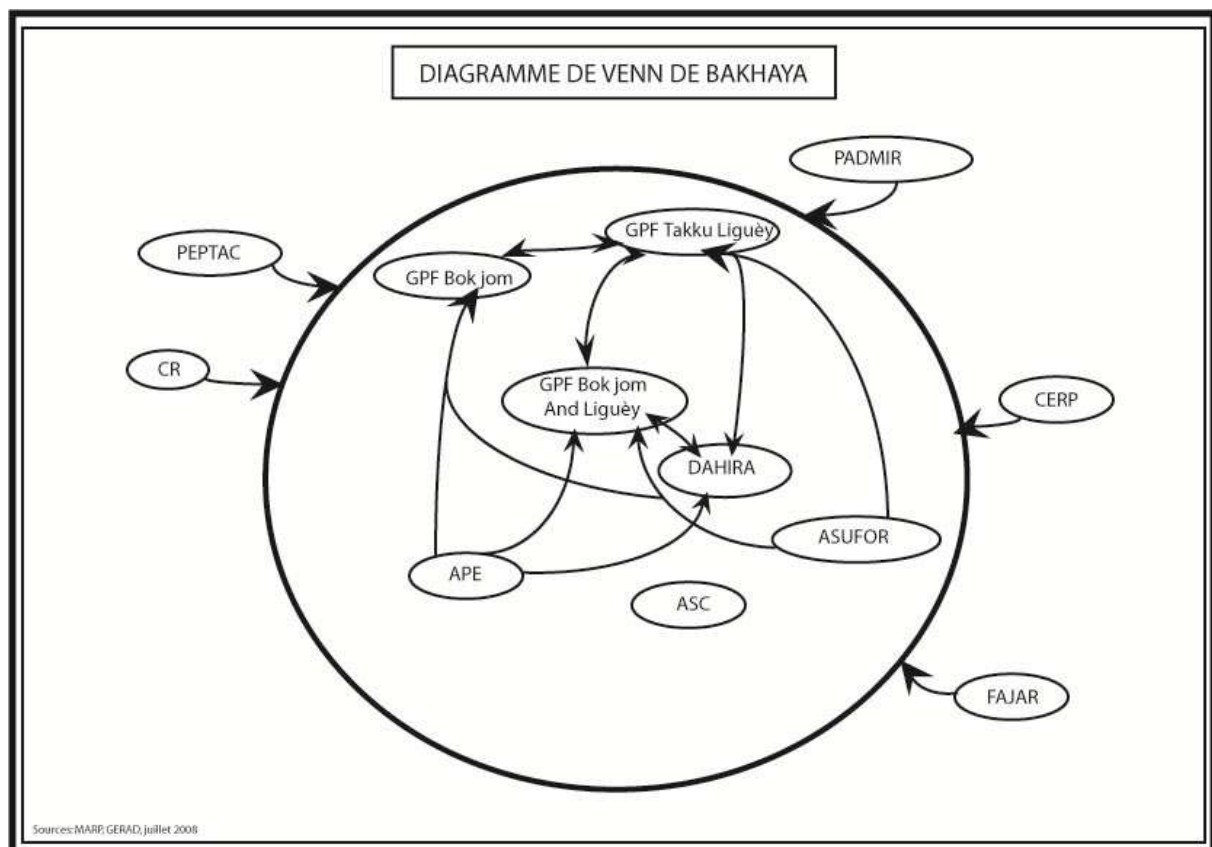 DIAGRAMME DE VENN DE BAKHAYA
PADMIR
GPF Takku Liguèy
PEPTAC
GPF Bok jom
CR
GPF Bok jom
And Liguèy
CERP
DAHIRA
ASUFOR
APE
ASC
FAJAR
Sources:MARP, GERAD, juillet 2008